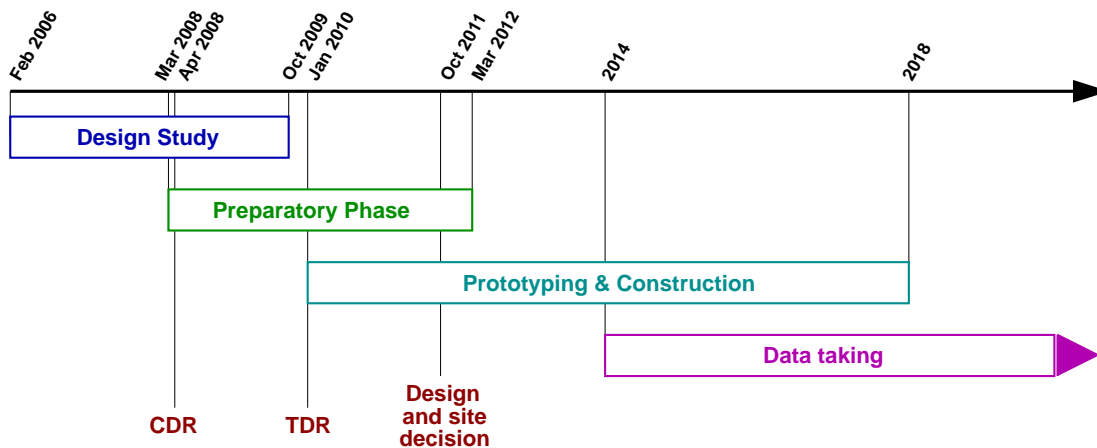 Feb 2006
Mar 2008
Apr 2008
Oct 2009
Jan 2010
Oct 2011
Mar 2012
2014
2018
Design Study
Preparatory Phase
Prototyping & Construction
Data taking
CDR
TDR
Design
and site
decision